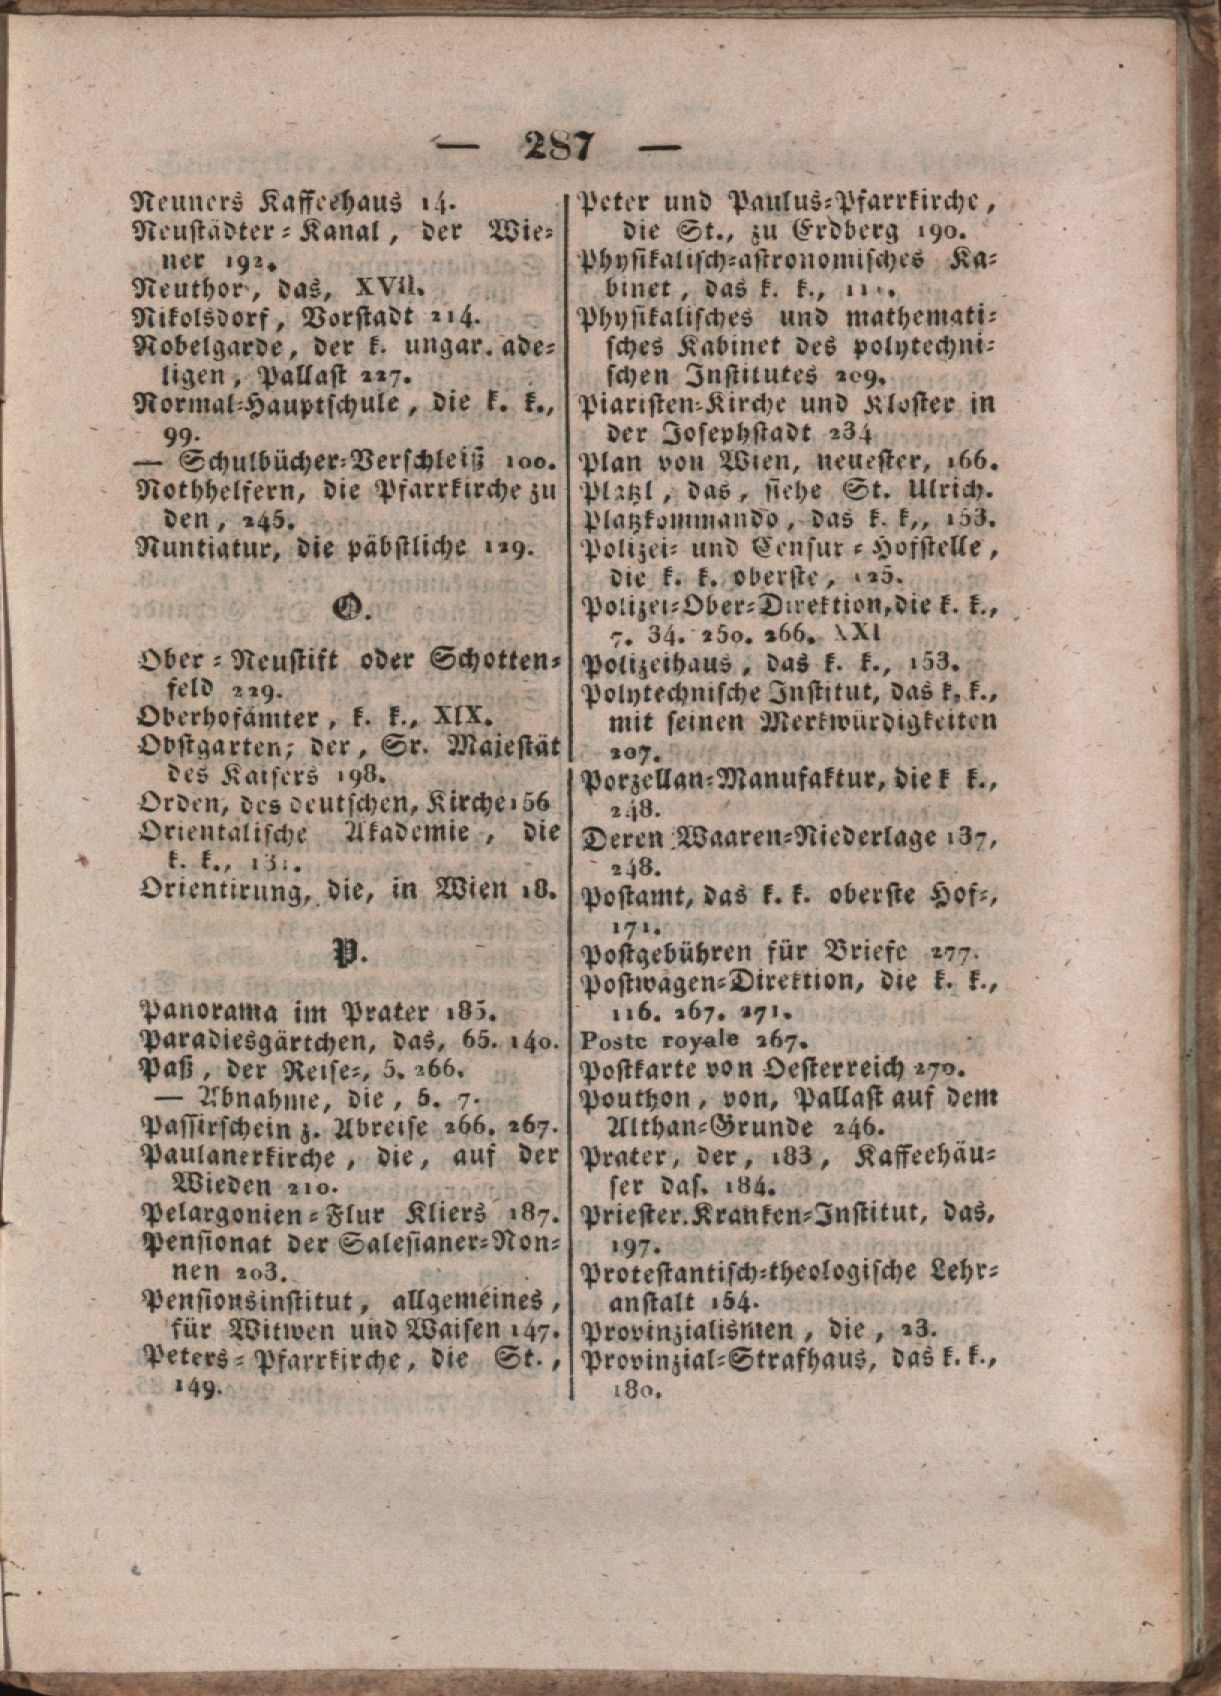 — 287 —
Neuners Kaffeehaus 14.
Neustädter-Kanal, der Wie-
ner 192.
Neuthor, das, XVII.
Nikolsdorf, Vorstadt 214.
Nobelgarde, der k. ungar. ade-
ligen, Pallast 227.
Normal-Hauptschule, die k. k.,
99.
— Schulbücher-Verschleiß 100.
Nothhelfern, die Pfarrkirche zu
den, 245.
Nuntiatur, die päbstliche 129.
O.
Ober-Neustift oder Schotten-
feld 229.
Oberhofämter, k. k., XIX.
Obstgarten; der, Sr. Majestät
des Kaisers 198.
Orden, des deutschen, Kirche 156
Orientalische Akademie, die
k. k., 131.
Orientirung, die, in Wien 18.
P.
Panorama im Prater 185.
Paradiesgärtchen, das, 65. 140.
Paß, der Reise-, 5. 266.
— Abnahme, die, 5. 7.
Passirschein z. Abreise 266. 267.
Paulanerkirche, die, auf der
Wieden 210.
Pelargonien-Flur Kliers 187.
Pensionat der Salesianer-Non-
nen 203.
Pensionsinstitut, allgemeines,
für Witwen und Waisen 147.
Peters-Pfarrkirche, die St.,
149.
Peter und Paulus-Pfarrkirche,
die St., zu Erdberg 190.
Physikalisch-astronomisches Ka-
binet, das k. k.,
Physikalisches und mathemati-
sches Kabinet des polytechni-
schen Institutes 209.
Piaristen-Kirche und Kloster in
der Josephstadt 234
Plan von Wien, neuester, 166.
Platzl, das, siehe St. Ulrich.
Platzkommando, das k. k,, 153.
Polizei- und Censur-Hofstelle,
die k. k. oberste, 125.
Polizei-Ober-Direktion, die k. k.,
7. 34. 250. 266. XXI
Polizeihaus, das k. k., 153.
Polytechnische Institut, das k. k.,
mit seinen Merkwürdigkeiten
207.
Porzellan-Manufaktur, die k k.,
248.
Deren Waaren-Niederlage 137,
248.
Postamt, das k. k. oberste Hof-,
171.
Postgebühren für Briefe 277.
Postwägen-Direktion, die k. k.,
116. 267. 271.
Poste royale 267.
Postkarte von Oesterreich 270.
Pouthon, von, Pallast auf dem
Althan-Grunde 246.
Prater, der, 183, Kaffeehäu-
ser das. 184.
Priester.Kranken-Institut, das,
197.
Protestantisch-theologische Lehr-
anstalt 154.
Provinzialismen, die, 23.
Provinzial-Strafhaus, das k. k.,
180.